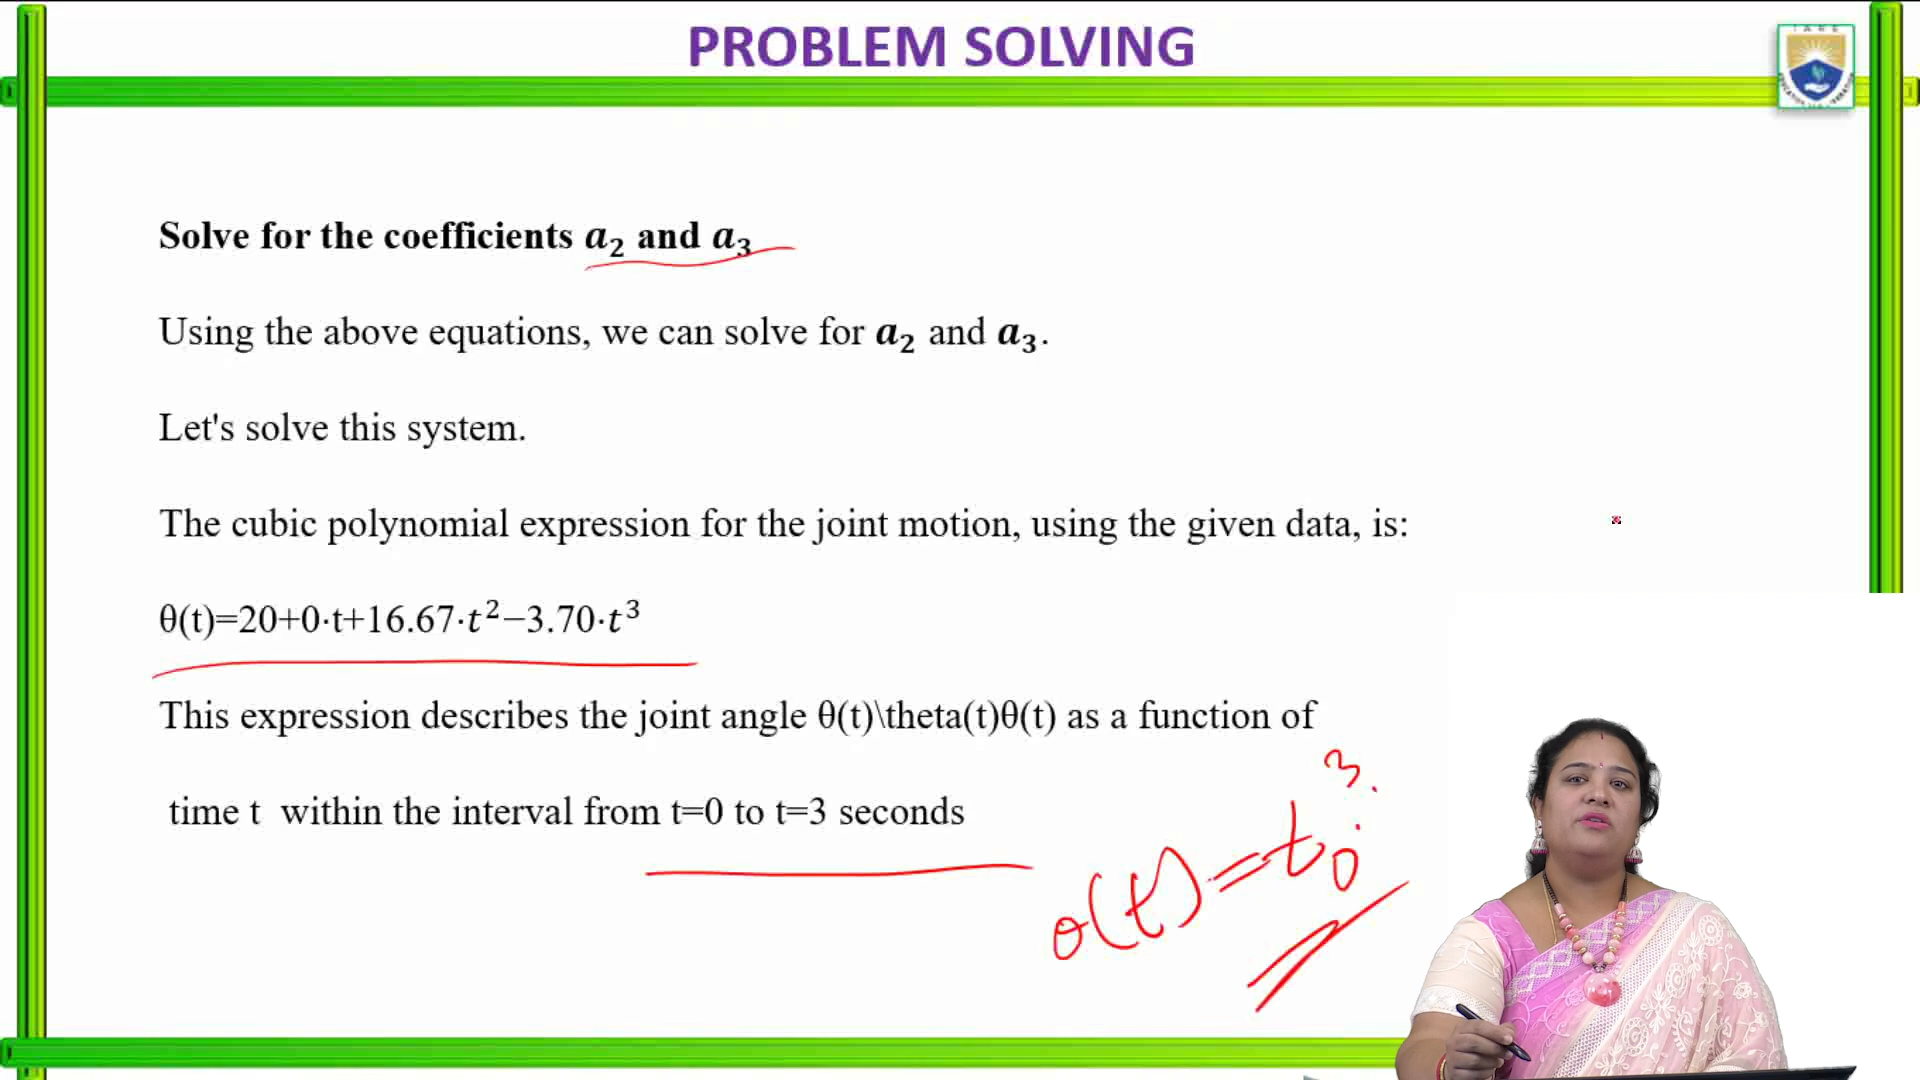 PROBLEM SOLVING
IARE
Solve for the coefficients a₂ and a₃
Using the above equations, we can solve for a₂ and a₃.
Let's solve this system.
The cubic polynomial expression for the joint motion, using the given data, is:
θ(t)=20+0·t+16.67·t²−3.70·t³
This expression describes the joint angle θ(t)\theta(t)θ(t) as a function of
time t within the interval from t=0 to t=3 seconds
θ(t)=t₀³